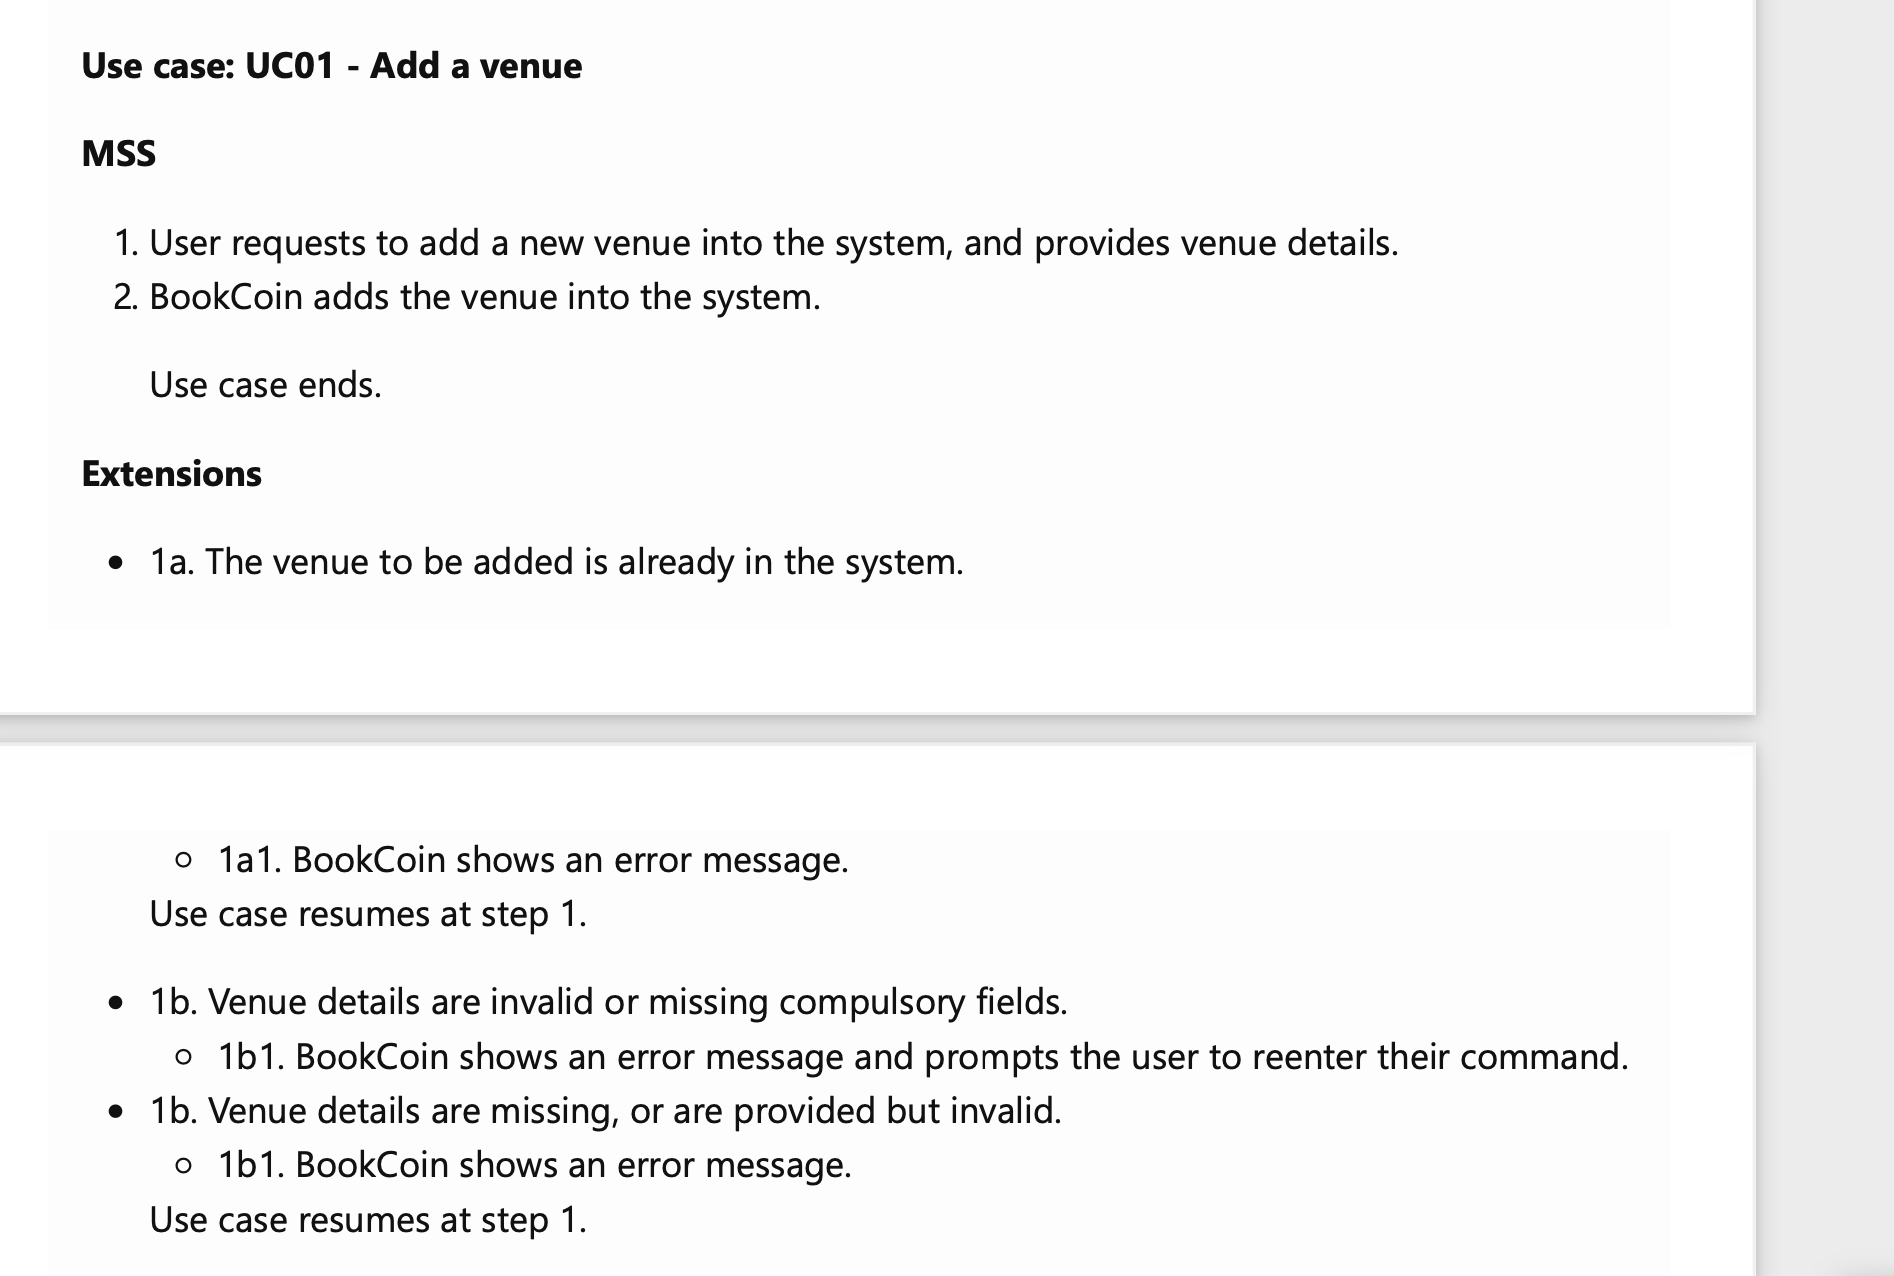 Use case: UC01 - Add a venue
MSS
1. User requests to add a new venue into the system, and provides venue details.
2. BookCoin adds the venue into the system.
Use case ends.
Extensions
• 1a. The venue to be added is already in the system.
○ 1a1. BookCoin shows an error message.
Use case resumes at step 1.
• 1b. Venue details are invalid or missing compulsory fields.
○ 1b1. BookCoin shows an error message and prompts the user to reenter their command.
• 1b. Venue details are missing, or are provided but invalid.
○ 1b1. BookCoin shows an error message.
Use case resumes at step 1.